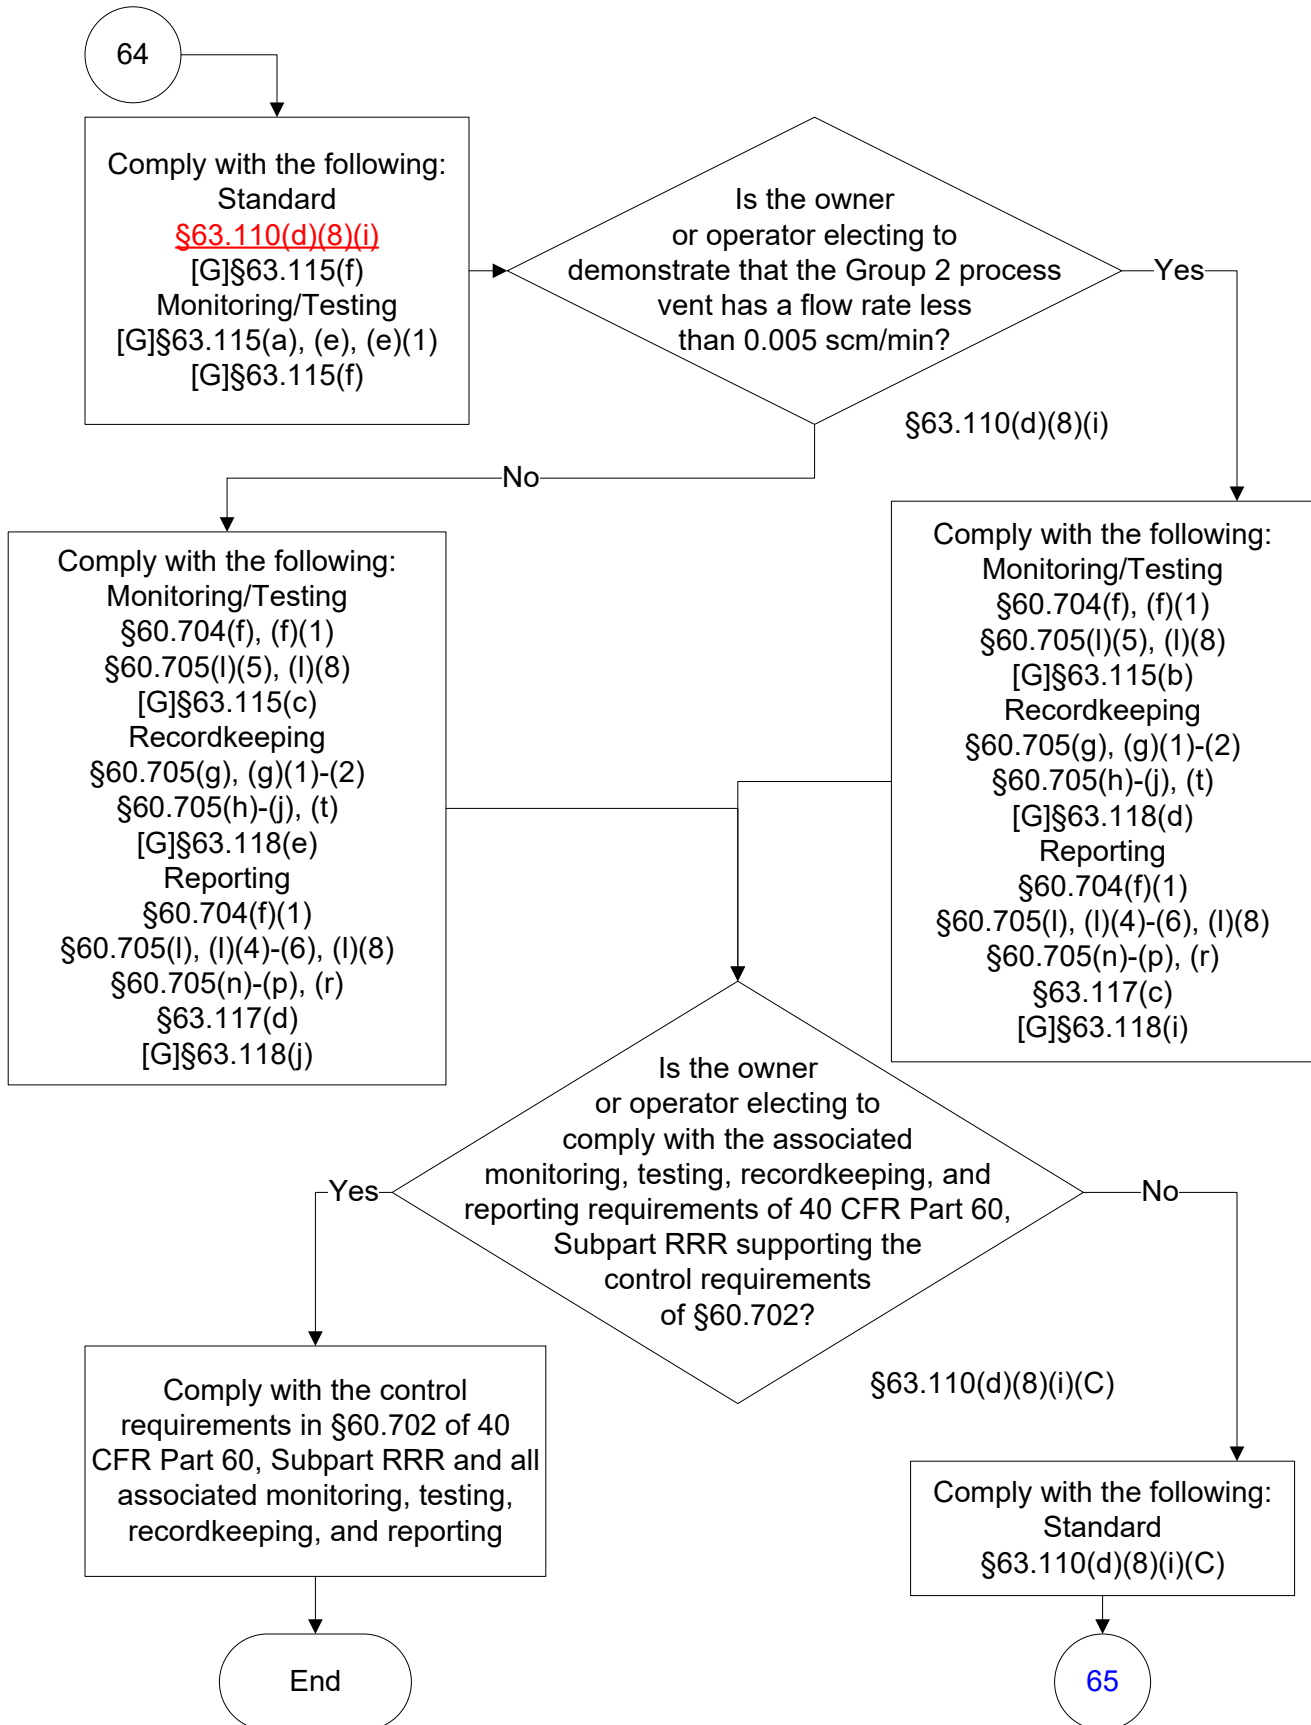 64
Comply with the following:
Standard
§63.110(d)(8)(i)
[G]§63.115(f)
Monitoring/Testing
[G]§63.115(a), (e), (e)(1)
[G]§63.115(f)
Is the owner
or operator electing to
demonstrate that the Group 2 process
vent has a flow rate less
than 0.005 scm/min?
Yes
§63.110(d)(8)(i)
No
Comply with the following:
Monitoring/Testing
§60.704(f), (f)(1)
§60.705(l)(5), (l)(8)
[G]§63.115(c)
Recordkeeping
§60.705(g), (g)(1)-(2)
§60.705(h)-(j), (t)
[G]§63.118(e)
Reporting
§60.704(f)(1)
§60.705(l), (l)(4)-(6), (l)(8)
§60.705(n)-(p), (r)
§63.117(d)
[G]§63.118(j)
Comply with the following:
Monitoring/Testing
§60.704(f), (f)(1)
§60.705(l)(5), (l)(8)
[G]§63.115(b)
Recordkeeping
§60.705(g), (g)(1)-(2)
§60.705(h)-(j), (t)
[G]§63.118(d)
Reporting
§60.704(f)(1)
§60.705(l), (l)(4)-(6), (l)(8)
§60.705(n)-(p), (r)
§63.117(c)
[G]§63.118(i)
Is the owner
or operator electing to
comply with the associated
monitoring, testing, recordkeeping, and
reporting requirements of 40 CFR Part 60,
Subpart RRR supporting the
control requirements
of §60.702?
Yes
No
§63.110(d)(8)(i)(C)
Comply with the control
requirements in §60.702 of 40
CFR Part 60, Subpart RRR and all
associated monitoring, testing,
recordkeeping, and reporting
Comply with the following:
Standard
§63.110(d)(8)(i)(C)
End
65